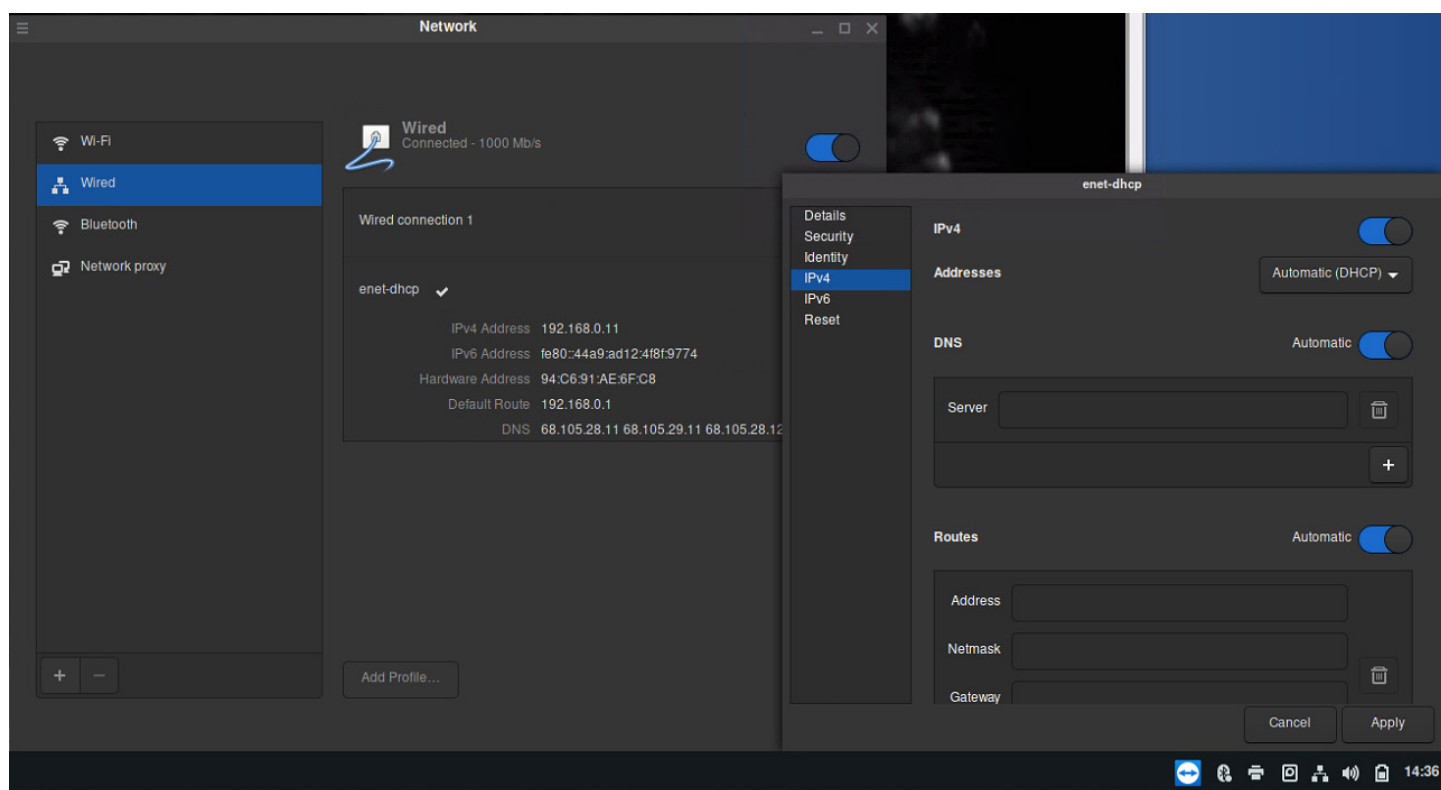 Network
Wi-Fi
Wired
Bluetooth
Network proxy
Wired
Connected - 1000 Mb/s
Wired connection 1
enet-dhcp
IPv4 Address 192.168.0.11
IPv6 Address fe80::44a9:ad12:4f8f:9774
Hardware Address 94:C6:91:AE:6F:C8
Default Route 192.168.0.1
DNS 68.105.28.11 68.105.29.11 68.105.28.12
Add Profile...
enet-dhcp
Details
Security
Identity
IPv4
IPv6
Reset
IPv4
Addresses Automatic (DHCP)
DNS Automatic
Server
Routes Automatic
Address
Netmask
Gateway
Cancel Apply
14:36